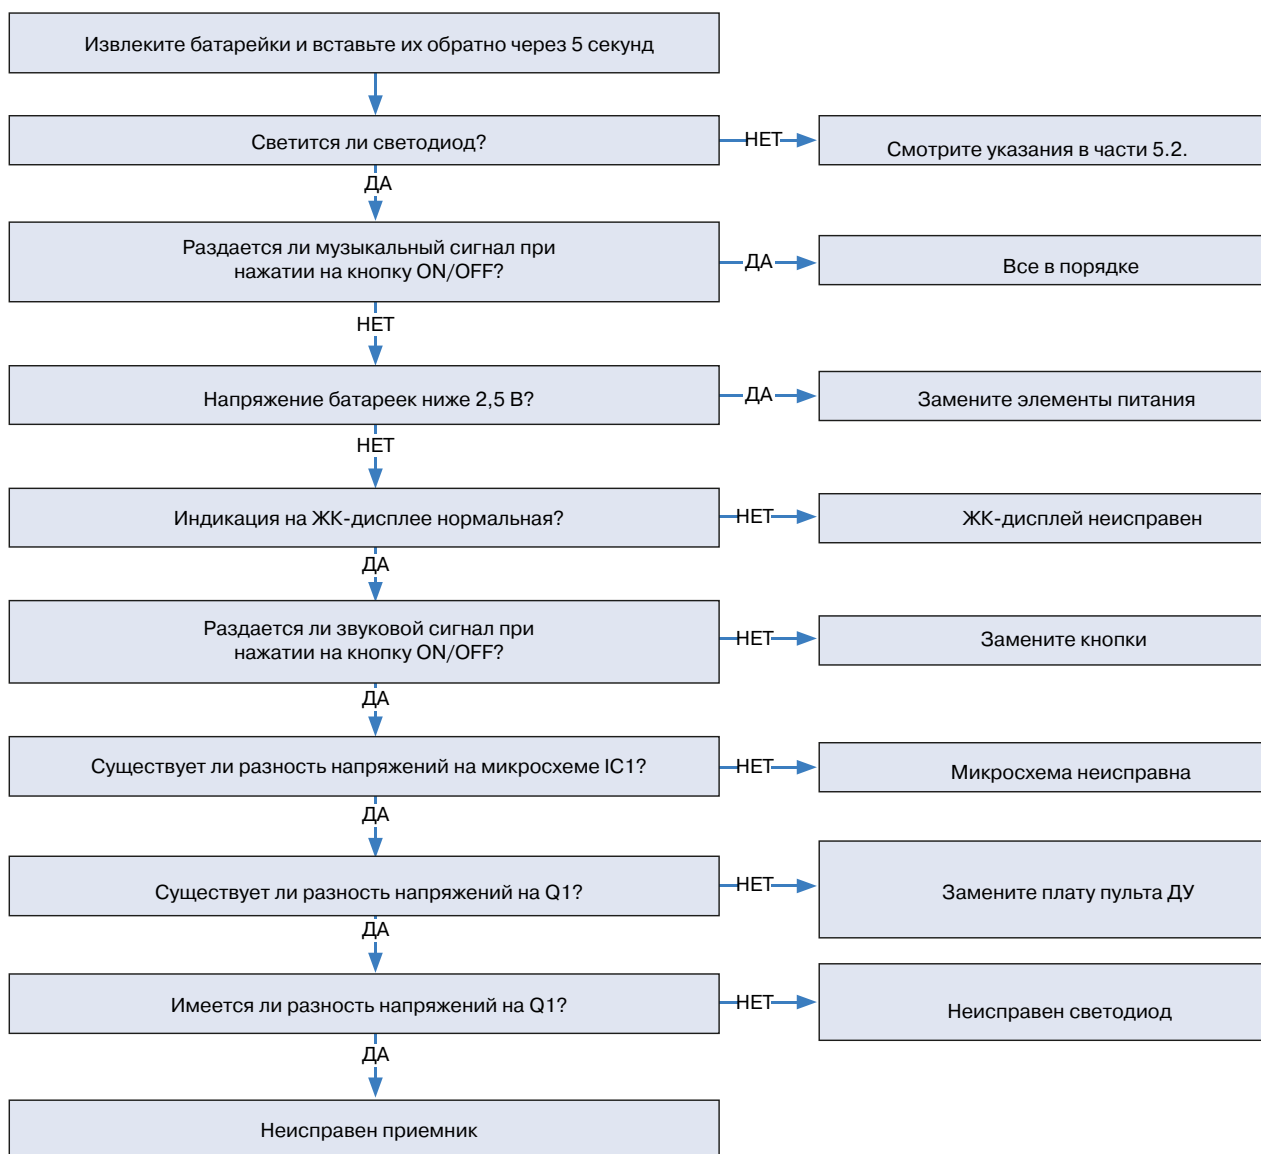 Извлеките батарейки и вставьте их обратно через 5 секунд
Светится ли светодиод?
НЕТ
Смотрите указания в части 5.2.
ДА
Раздается ли музыкальный сигнал при
нажатии на кнопку ON/OFF?
ДА
Все в порядке
НЕТ
Напряжение батареек ниже 2,5 В?
ДА
Замените элементы питания
НЕТ
Индикация на ЖК-дисплее нормальная?
НЕТ
ЖК-дисплей неисправен
ДА
Раздается ли звуковой сигнал при
нажатии на кнопку ON/OFF?
НЕТ
Замените кнопки
ДА
Существует ли разность напряжений на микросхеме IC1?
НЕТ
Микросхема неисправна
ДА
Существует ли разность напряжений на Q1?
НЕТ
Замените плату пульта ДУ
ДА
Имеется ли разность напряжений на Q1?
НЕТ
Неисправен светодиод
ДА
Неисправен приемник